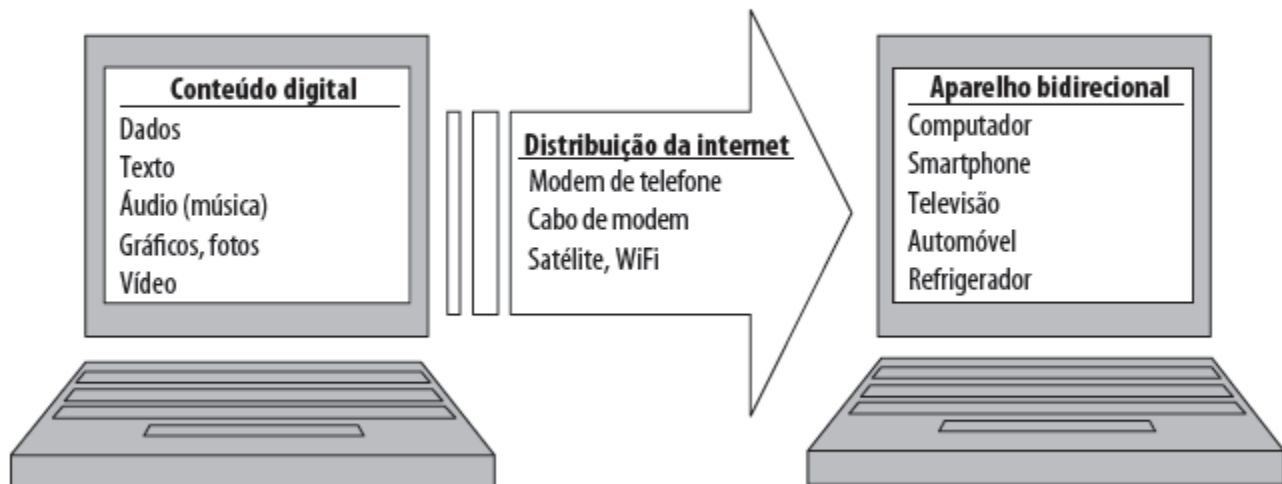 Conteúdo digital
Dados
Texto
Áudio (música)
Gráficos, fotos
Vídeo
Distribuição da internet
Modem de telefone
Cabo de modem
Satélite, WiFi
Aparelho bidirecional
Computador
Smartphone
Televisão
Automóvel
Refrigerador